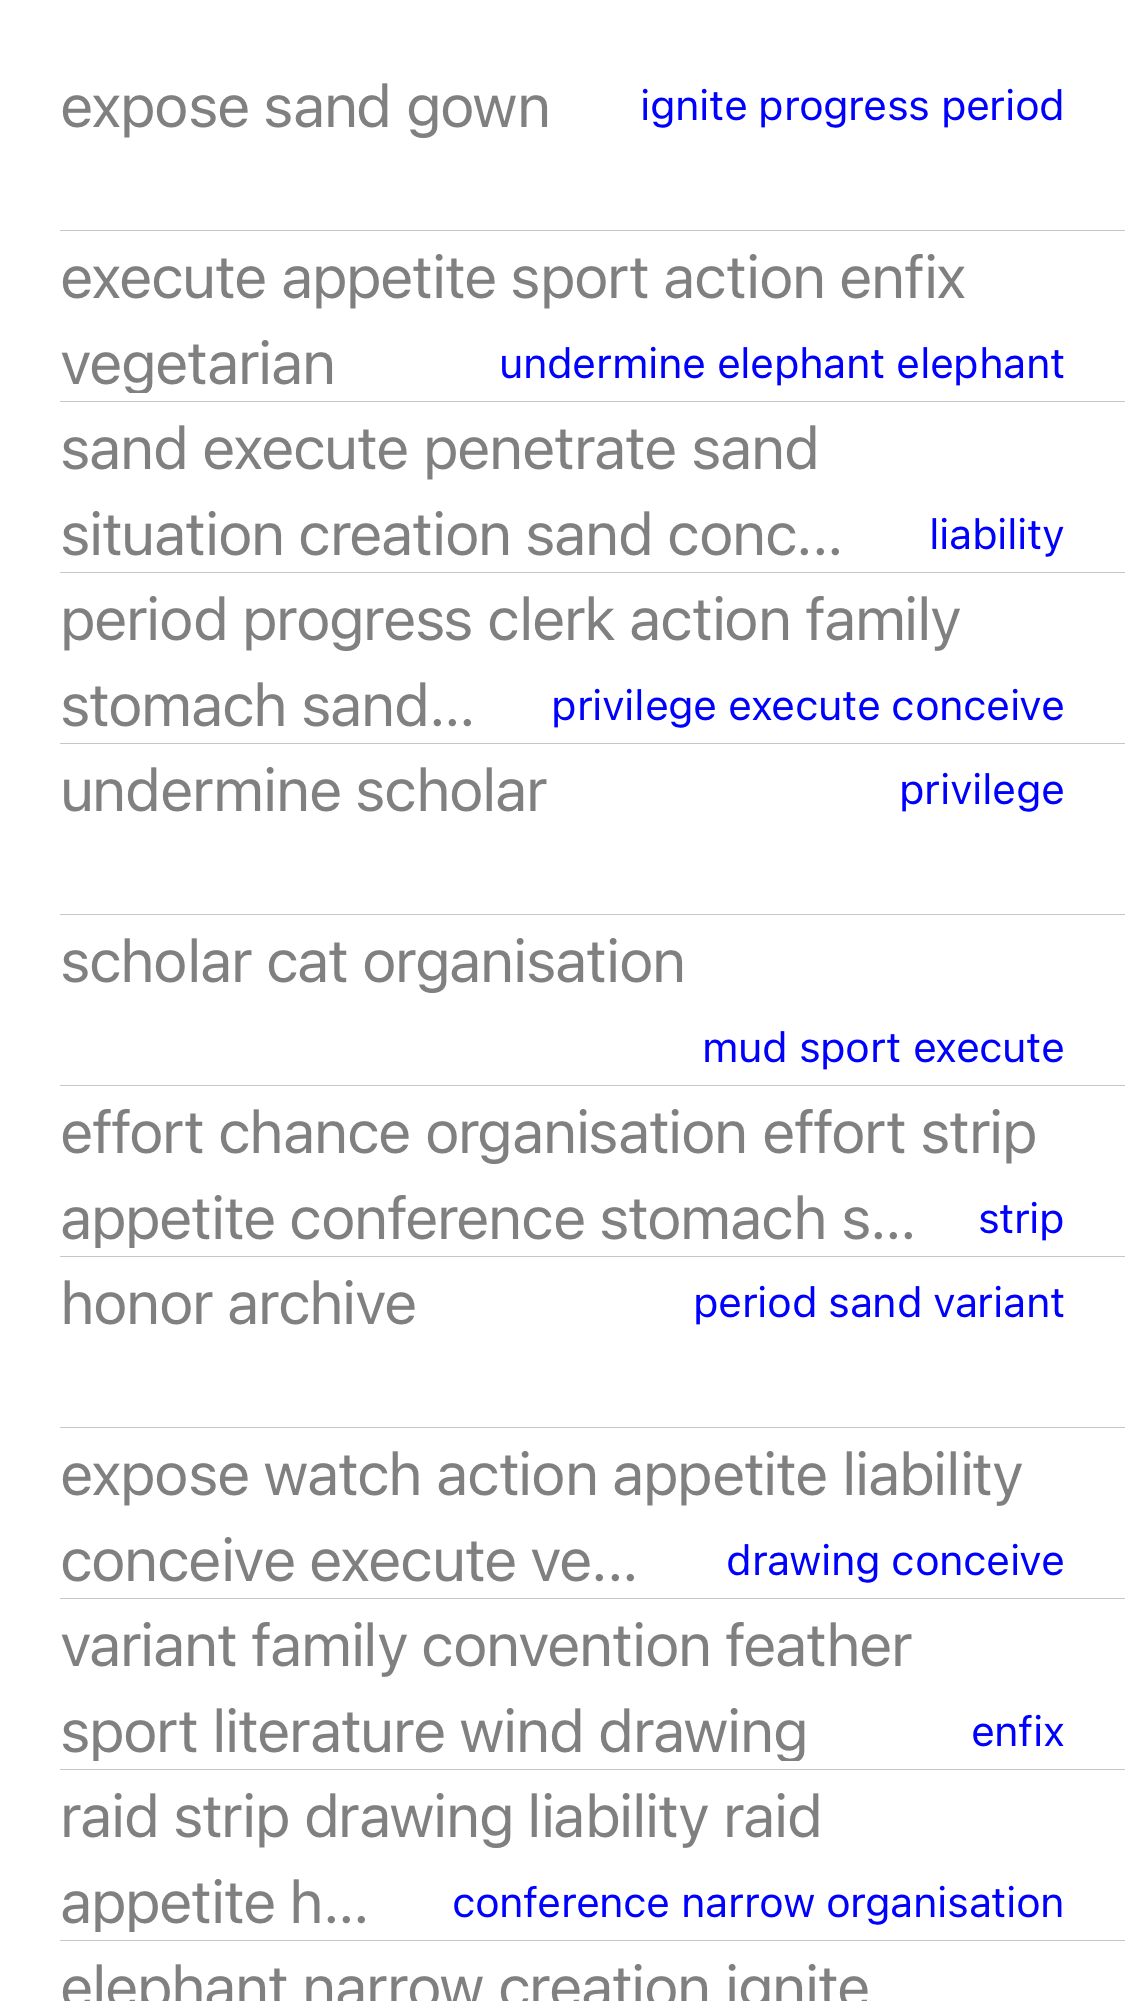 expose sand gown ignite progress period
execute appetite sport action enfix
vegetarian undermine elephant elephant
sand execute penetrate sand
situation creation sand conc... liability
period progress clerk action family
stomach sand... privilege execute conceive
undermine scholar privilege
scholar cat organisation
mud sport execute
effort chance organisation effort strip
appetite conference stomach s... strip
honor archive period sand variant
expose watch action appetite liability
conceive execute ve... drawing conceive
variant family convention feather
sport literature wind drawing enfix
raid strip drawing liability raid
appetite h... conference narrow organisation
elephant narrow creation ignite